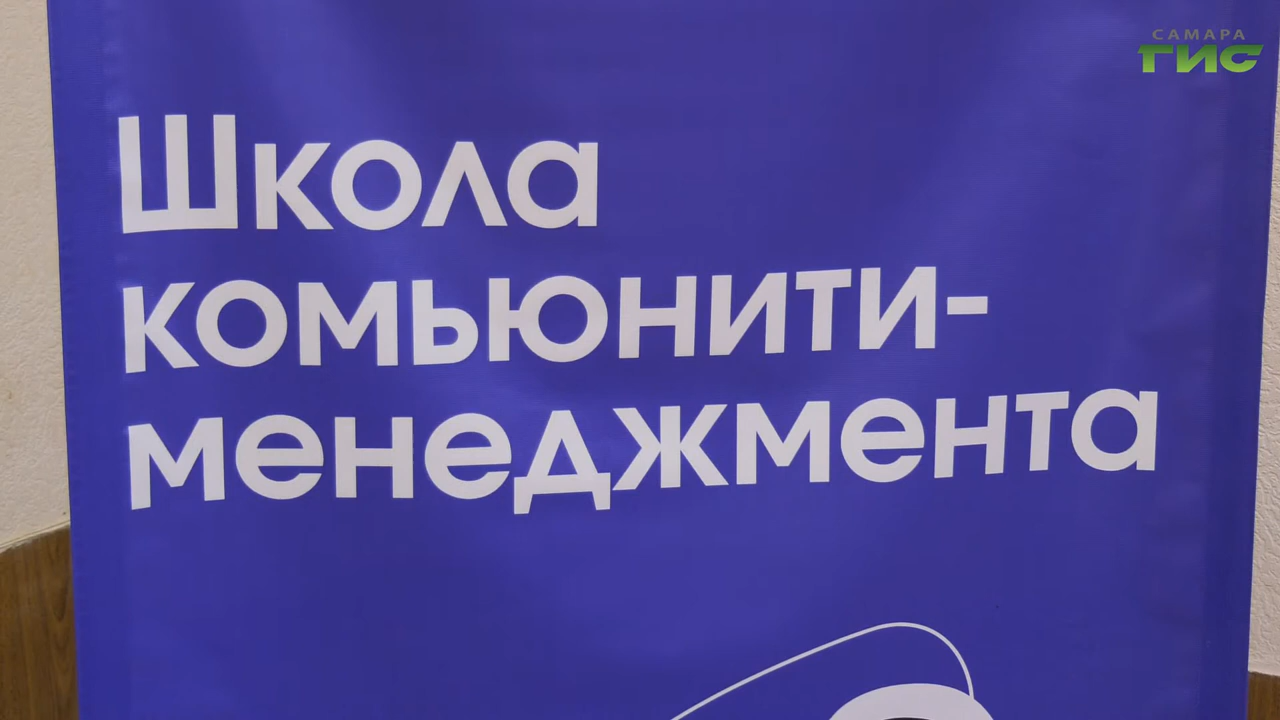 САМАРА
ГИС
Школа
комьюнити-
менеджмента